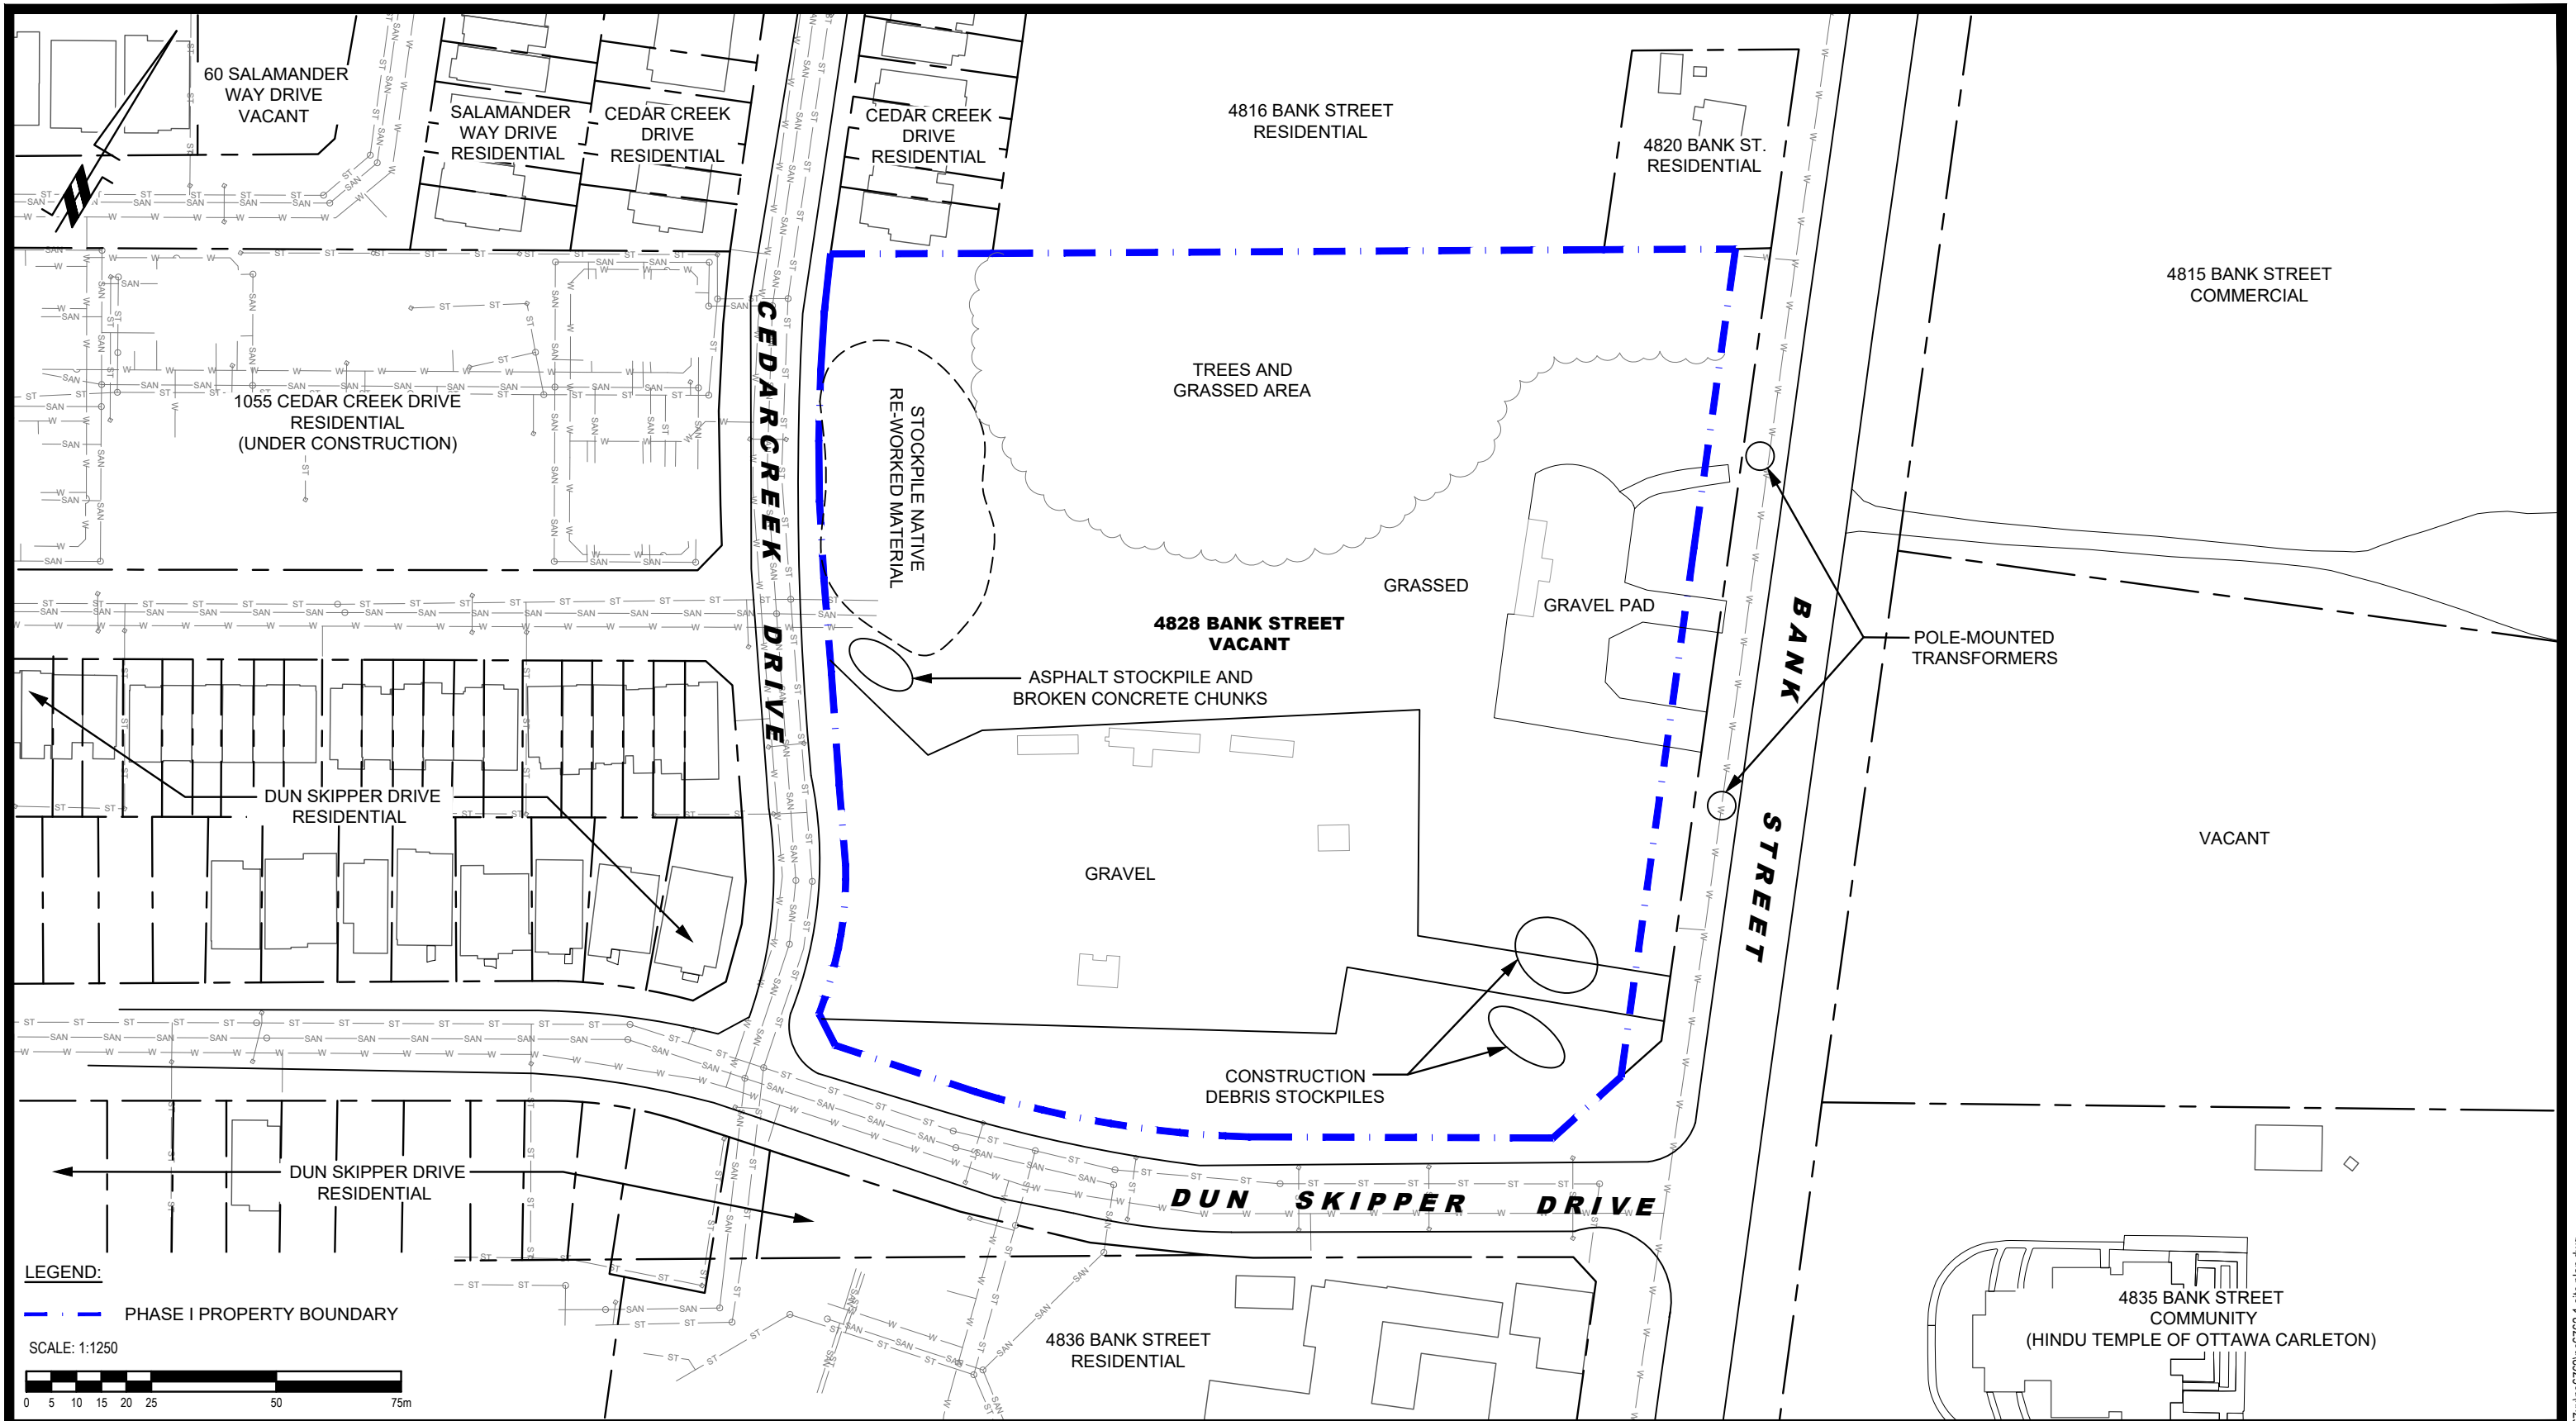 60 SALAMANDER
WAY DRIVE
VACANT
SALAMANDER
WAY DRIVE
RESIDENTIAL
CEDAR CREEK
DRIVE
RESIDENTIAL
CEDAR CREEK
DRIVE
RESIDENTIAL
4816 BANK STREET
RESIDENTIAL
4820 BANK ST.
RESIDENTIAL
4815 BANK STREET
COMMERCIAL
1055 CEDAR CREEK DRIVE
RESIDENTIAL
(UNDER CONSTRUCTION)
CEDARCREEK DRIVE
STOCKPILE NATIVE
RE-WORKED MATERIAL
TREES AND
GRASSED AREA
GRASSED
GRAVEL PAD
4828 BANK STREET
VACANT
ASPHALT STOCKPILE AND
BROKEN CONCRETE CHUNKS
POLE-MOUNTED
TRANSFORMERS
BANK STREET
VACANT
DUN SKIPPER DRIVE
RESIDENTIAL
GRAVEL
CONSTRUCTION
DEBRIS STOCKPILES
DUN SKIPPER DRIVE
DUN SKIPPER DRIVE
RESIDENTIAL
4836 BANK STREET
RESIDENTIAL
4835 BANK STREET
COMMUNITY
(HINDU TEMPLE OF OTTAWA CARLETON)
LEGEND:
PHASE I PROPERTY BOUNDARY
SCALE: 1:1250
0 5 10 15 20 25 50 75m